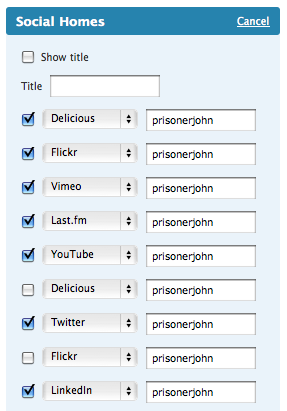 Social Homes Cancel
Show title
Title
Delicious prisonerjohn
Flickr prisonerjohn
Vimeo prisonerjohn
Last.fm prisonerjohn
YouTube prisonerjohn
Delicious prisonerjohn
Twitter prisonerjohn
Flickr prisonerjohn
LinkedIn prisonerjohn